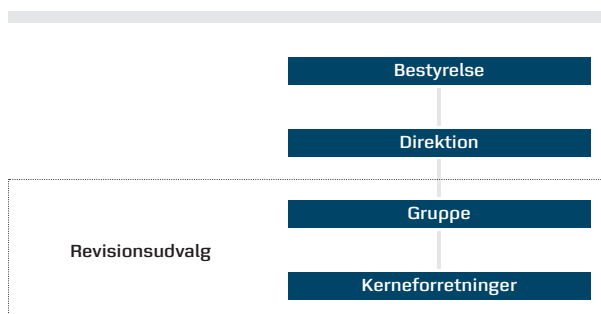 Bestyrelse
Direktion
Gruppe
Revisionsudvalg
Kerneforretninger